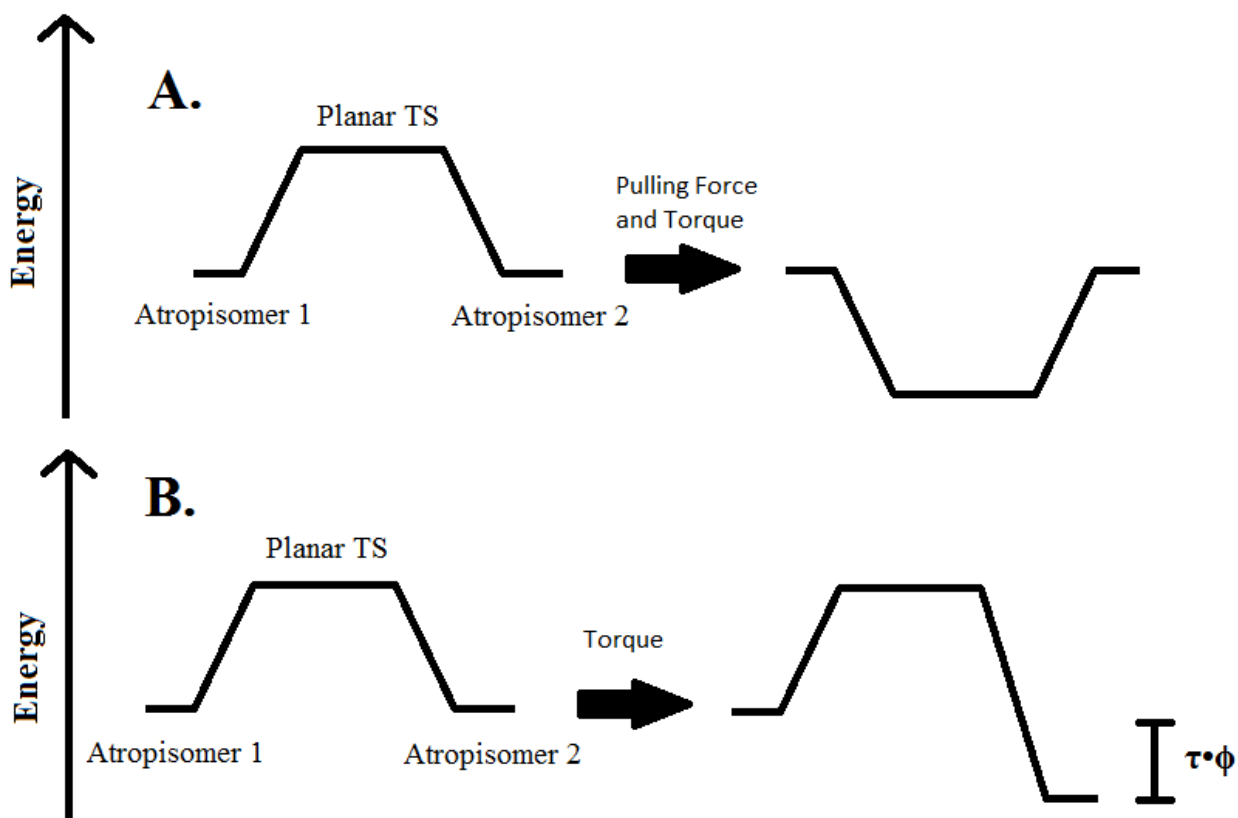 A.
Energy
Planar TS
Atropisomer 1
Atropisomer 2
Pulling Force
and Torque
B.
Energy
Planar TS
Atropisomer 1
Atropisomer 2
Torque
τ•ϕ